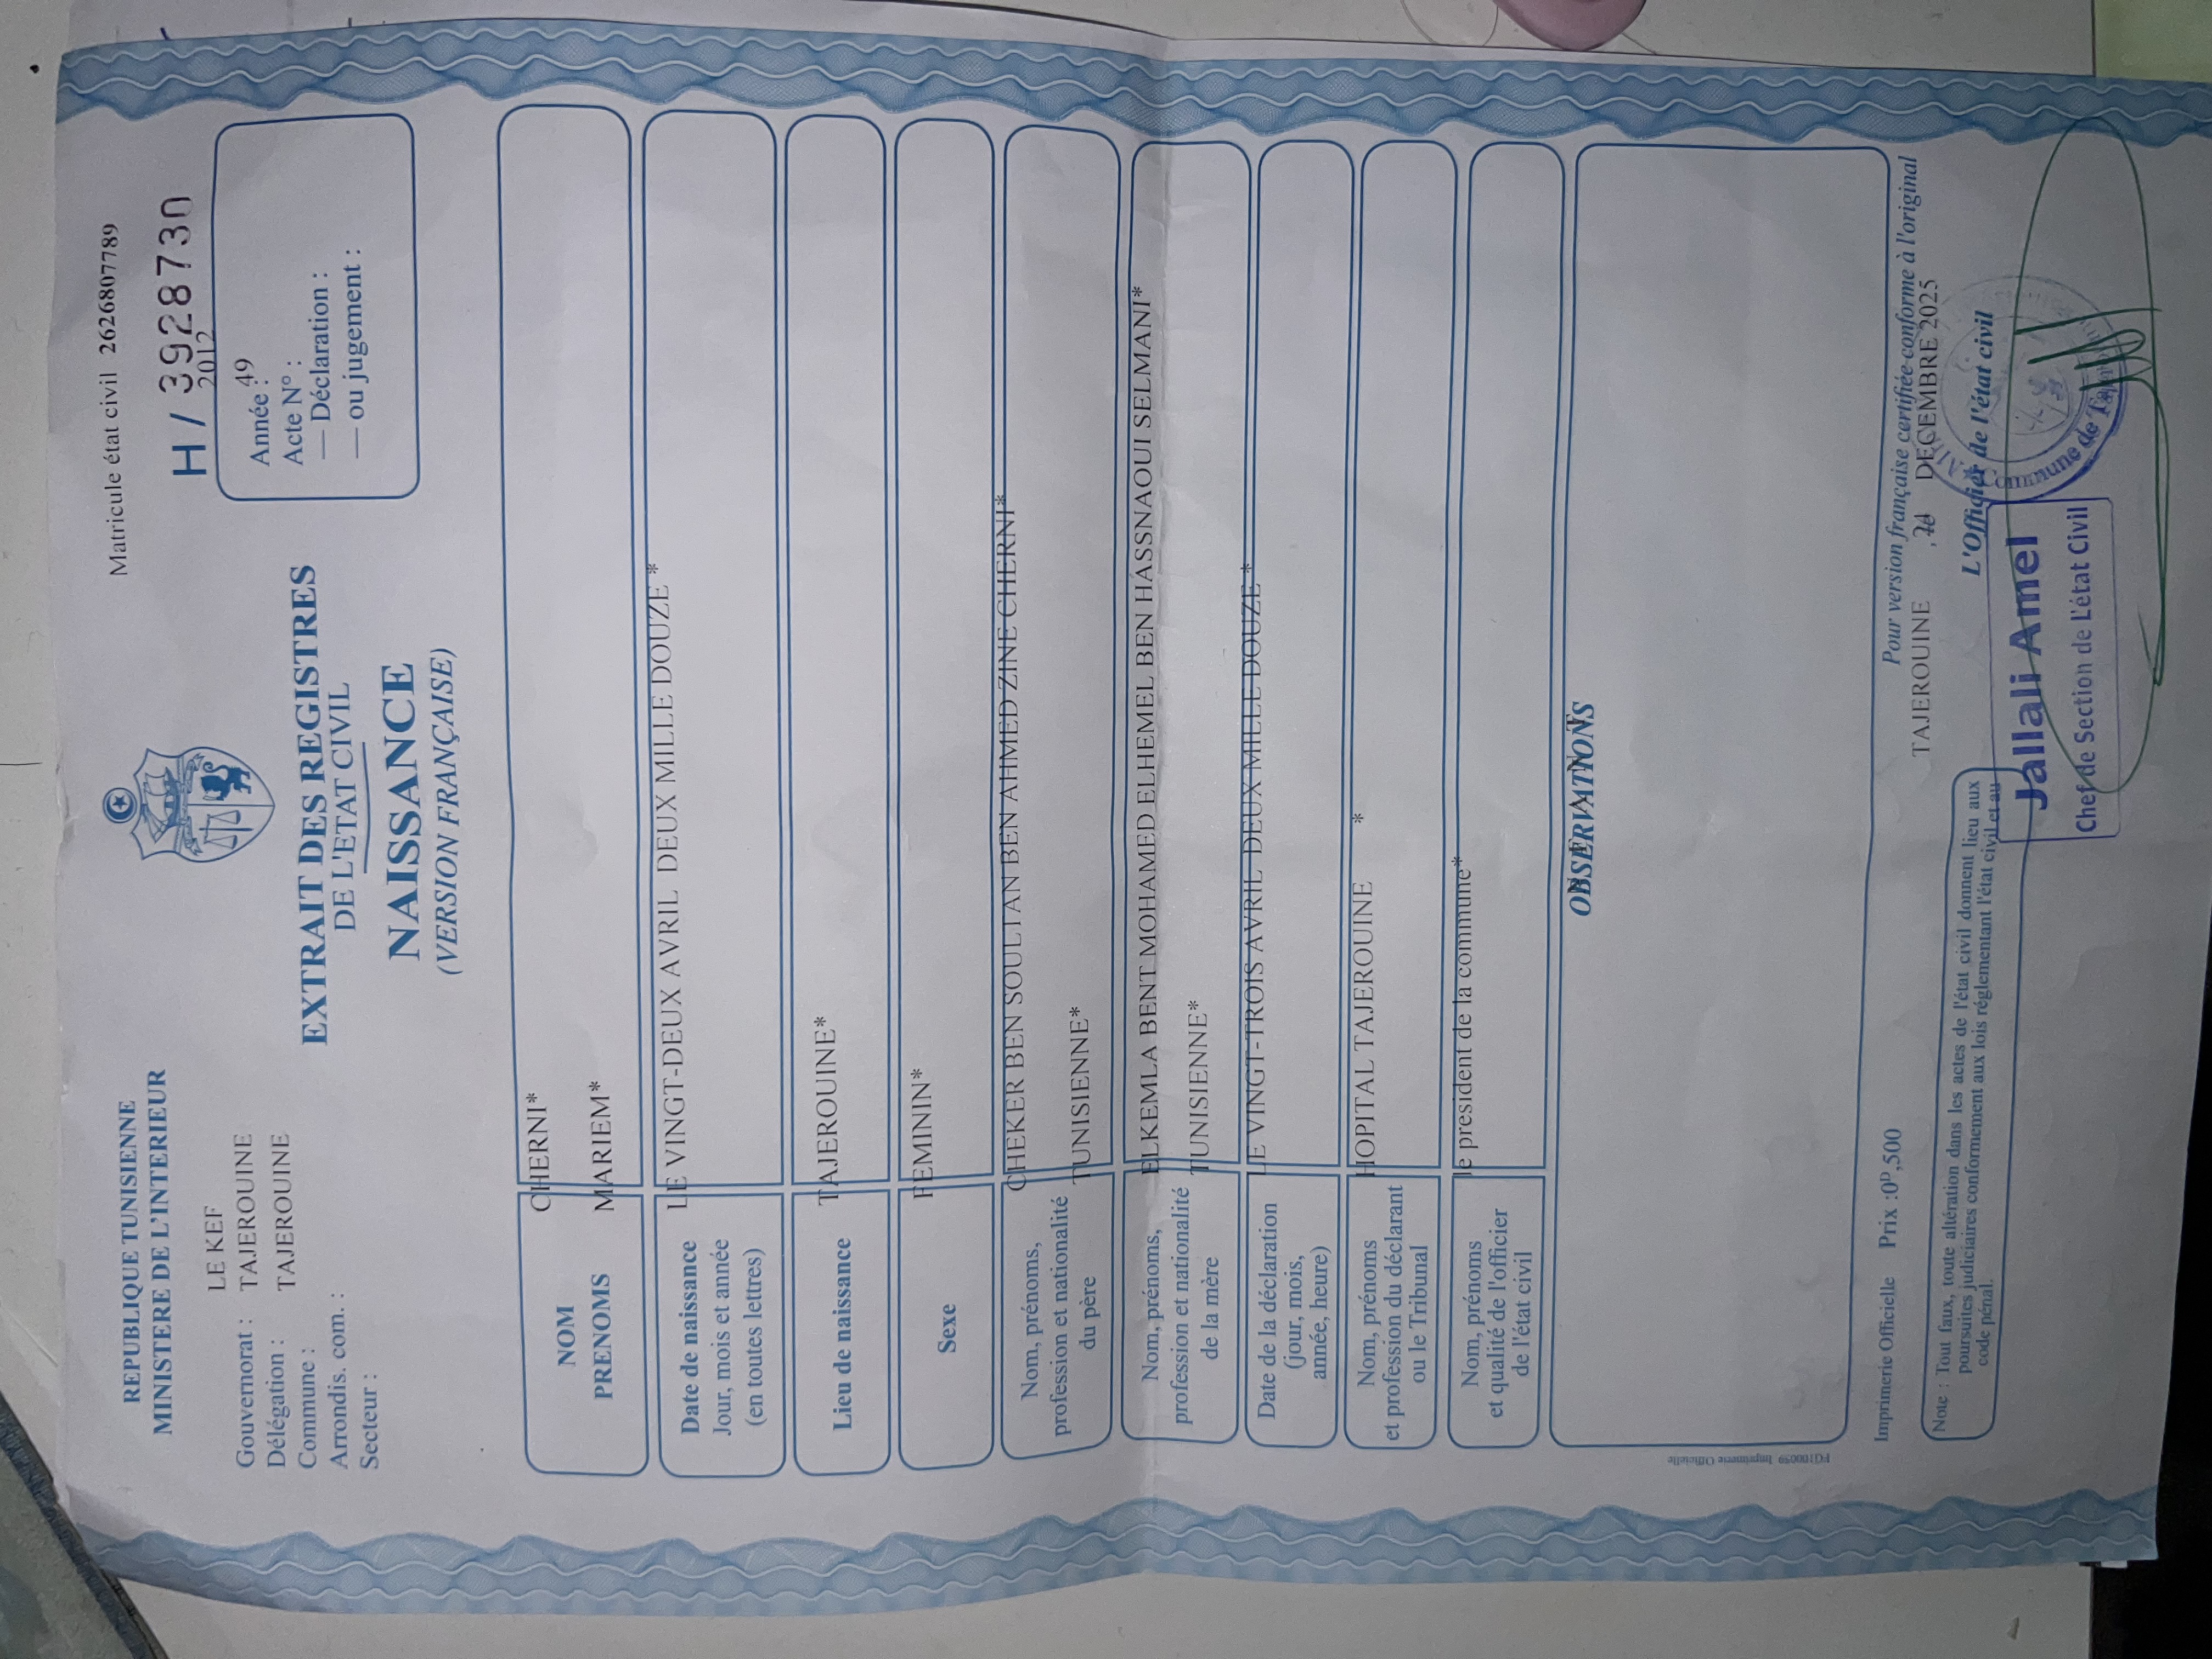 REPUBLIQUE TUNISIENNE
MINISTERE DE L'INTERIEUR
LE KEF
Gouvernorat : TAJEROUINE
Délégation : TAJEROUINE
Commune :
Arrondis. com. :
Secteur :
Matricule état civil 2626807789
H / 3928730
2012
Année : 49
Acte N° :
— Déclaration :
— ou jugement :
EXTRAIT DES REGISTRES
DE L'ETAT CIVIL
NAISSANCE
(VERSION FRANÇAISE)
NOM CHERNI*
PRENOMS MARIEM*
Date de naissance
Jour, mois et année
(en toutes lettres)
LE VINGT-DEUX AVRIL DEUX MILLE DOUZE *
Lieu de naissance TAJEROUINE*
Sexe FEMININ*
Nom, prénoms,
profession et nationalité
du père
CHEKER BEN SOULTAN BEN AHMED ZINE CHERNI*
TUNISIENNE*
Nom, prénoms,
profession et nationalité
de la mère
ELKEMLA BENT MOHAMED ELHEMEL BEN HASSNAOUI SELMANI*
TUNISIENNE*
Date de la déclaration
(jour, mois,
année, heure)
LE VINGT-TROIS AVRIL DEUX MILLE DOUZE *
Nom, prénoms
et profession du déclarant
ou le Tribunal
HOPITAL TAJEROUINE *
Nom, prénoms
et qualité de l'officier
de l'état civil
le president de la commune*
OBSERVATIONS
FG100059 Imprimerie Officielle
Imprimerie Officielle Prix :0D,500
Pour version française certifiée conforme à l'original
TAJEROUINE , le DECEMBRE 2025
L'Officier de l'état civil
Commune de
Jallali Amel
Chef de Section de L'état Civil
Note : Tout faux, toute altération dans les actes de l'état civil donnent lieu aux
poursuites judiciaires conformement aux lois réglementant l'état civil et au
code pénal.